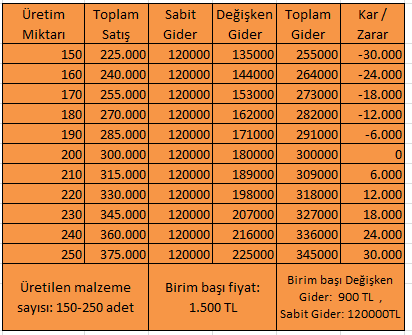 Üretim Miktarı Toplam Satış Sabit Gider Değişken Gider Toplam Gider Kar / Zarar
150 225.000 120000 135000 255000 -30.000
160 240.000 120000 144000 264000 -24.000
170 255.000 120000 153000 273000 -18.000
180 270.000 120000 162000 282000 -12.000
190 285.000 120000 171000 291000 -6.000
200 300.000 120000 180000 300000 0
210 315.000 120000 189000 309000 6.000
220 330.000 120000 198000 318000 12.000
230 345.000 120000 207000 327000 18.000
240 360.000 120000 216000 336000 24.000
250 375.000 120000 225000 345000 30.000
Üretilen malzeme
sayısı: 150-250 adet
Birim başı fiyat:
1.500 TL
Birim başı Değişken
Gider: 900 TL ,
Sabit Gider: 120000TL